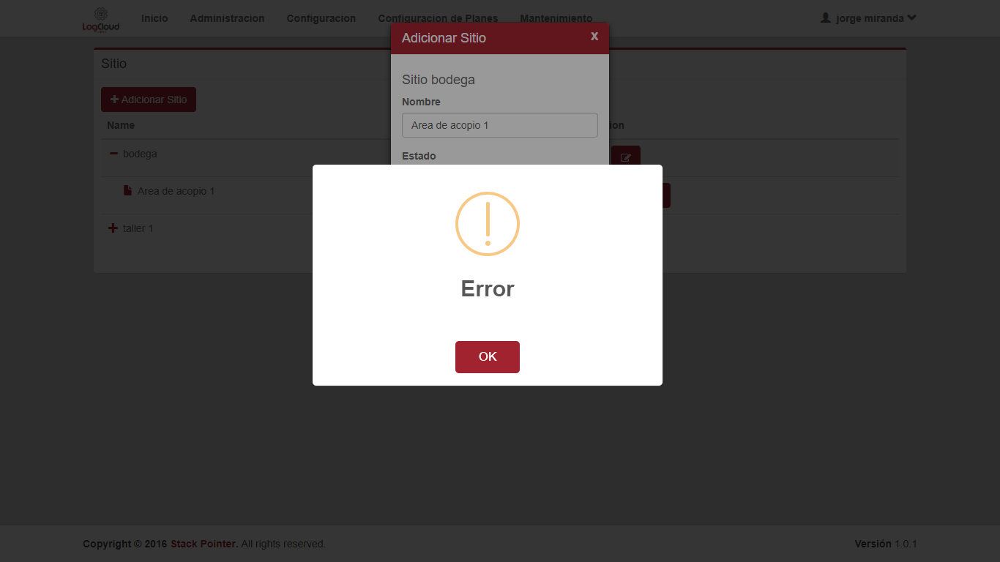 LogCloud
Inicio Administracion Configuracion Configuracion de Planes Mantenimiento jorge miranda
Adicionar Sitio X
Sitio
Sitio bodega
Adicionar Sitio
Nombre
Name
Area de acopio 1
bodega
Estado
Area de acopio 1
taller 1
Error
OK
Copyright © 2016 Stack Pointer. All rights reserved.
Versión 1.0.1